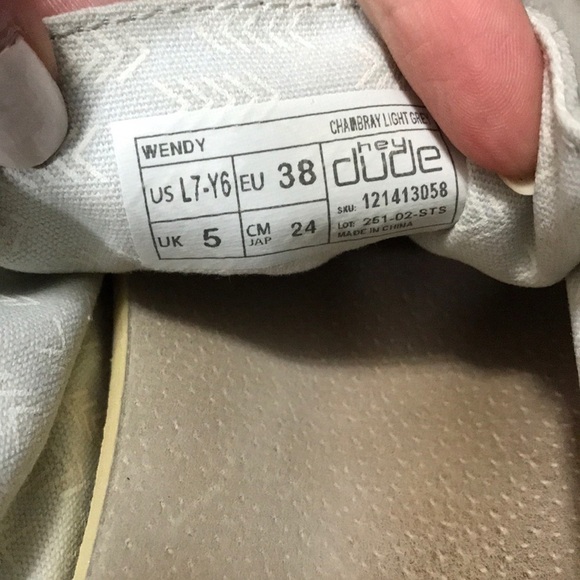 WENDY
CHAMBRAY LIGHT GREY
US L7-Y6 EU 38
hey
dude
UK 5 CM JAP 24
SKU: 121413058
LOT: 251-02-STS
MADE IN CHINA